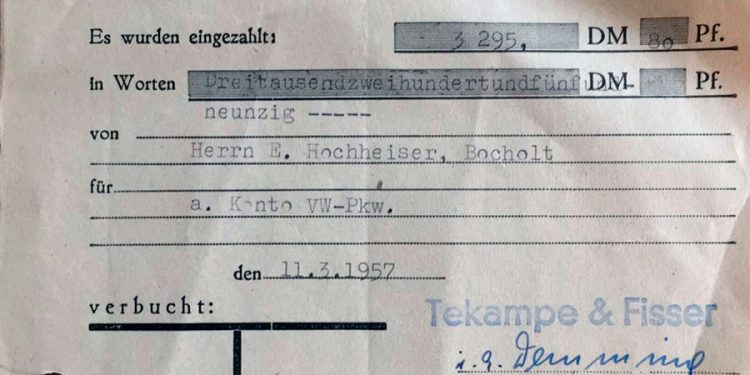 Es wurden eingezahlt: 3 295, DM 80 Pf.
in Worten Dreitausendzweihundertundfünfund- DM Pf.
neunzig -----
von
Herrn E. Hochheiser, Bocholt
für
a. Konto VW-Pkw.
den 11.3.1957
verbucht:
Tekampe & Fisser